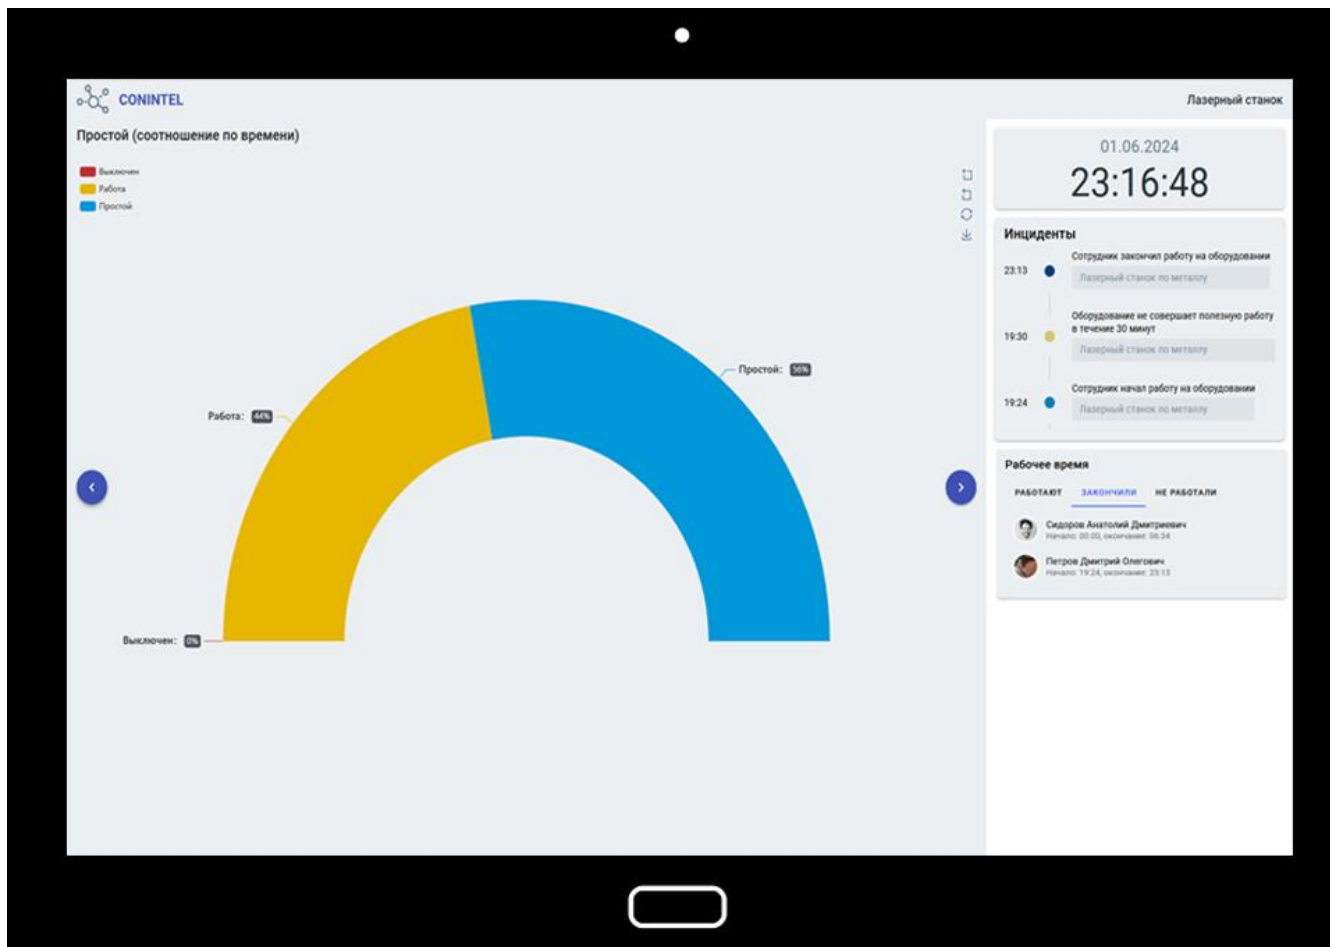 CONINTEL
Лазерный станок
Простой (соотношение по времени)
Выключен
Работа
Простой
Простой: 56%
Работа: 44%
Выключен: 0%
01.06.2024
23:16:48
Инциденты
23:13
Сотрудник закончил работу на оборудовании
Лазерный станок по металлу
19:30
Оборудование не совершает полезную работу
в течение 30 минут
Лазерный станок по металлу
19:24
Сотрудник начал работу на оборудовании
Лазерный станок по металлу
Рабочее время
РАБОТАЮТ ЗАКОНЧИЛИ НЕ РАБОТАЛИ
Сидоров Анатолий Дмитриевич
Начало: 00:00, окончание: 06:34
Петров Дмитрий Олегович
Начало: 19:24, окончание: 23:13